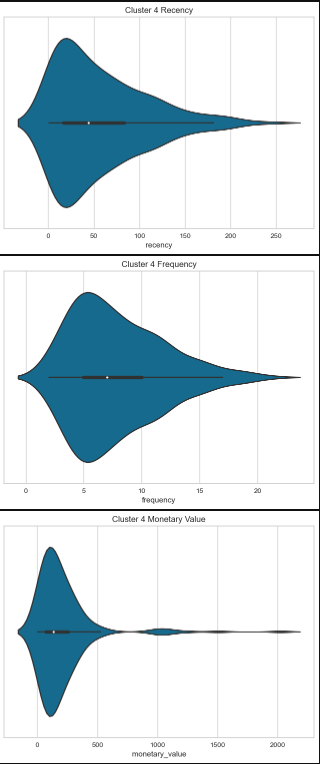 Cluster 4 Recency
0 50 100 150 200 250
recency
Cluster 4 Frequency
0 5 10 15 20
frequency
Cluster 4 Monetary Value
0 500 1000 1500 2000
monetary_value